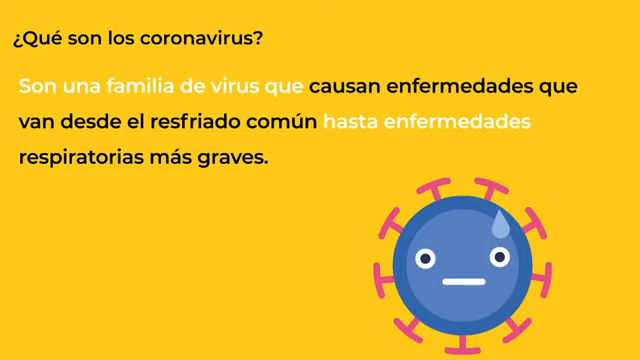 ¿Qué son los coronavirus?
Son una familia de virus que causan enfermedades que
van desde el resfriado común hasta enfermedades
respiratorias más graves.